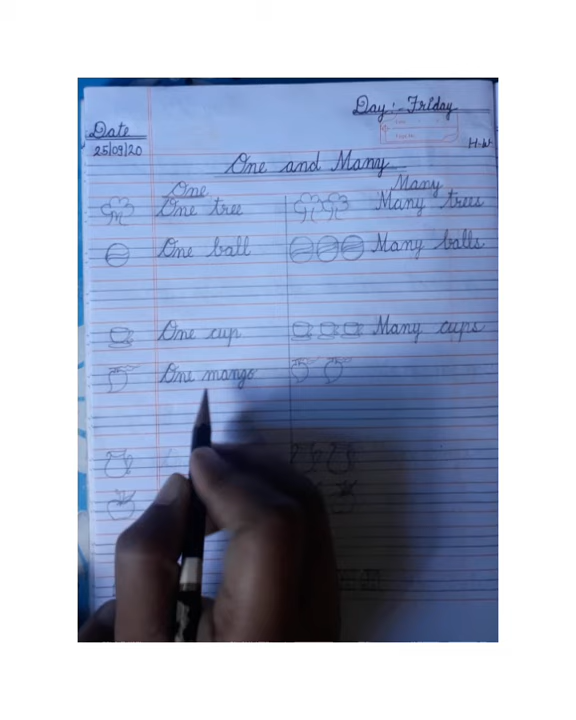 Day :- Friday
Date
25/09/20
H.W.
One and Many
One
Many
One tree
Many trees
One ball
Many balls
One cup
Many cups
One mango